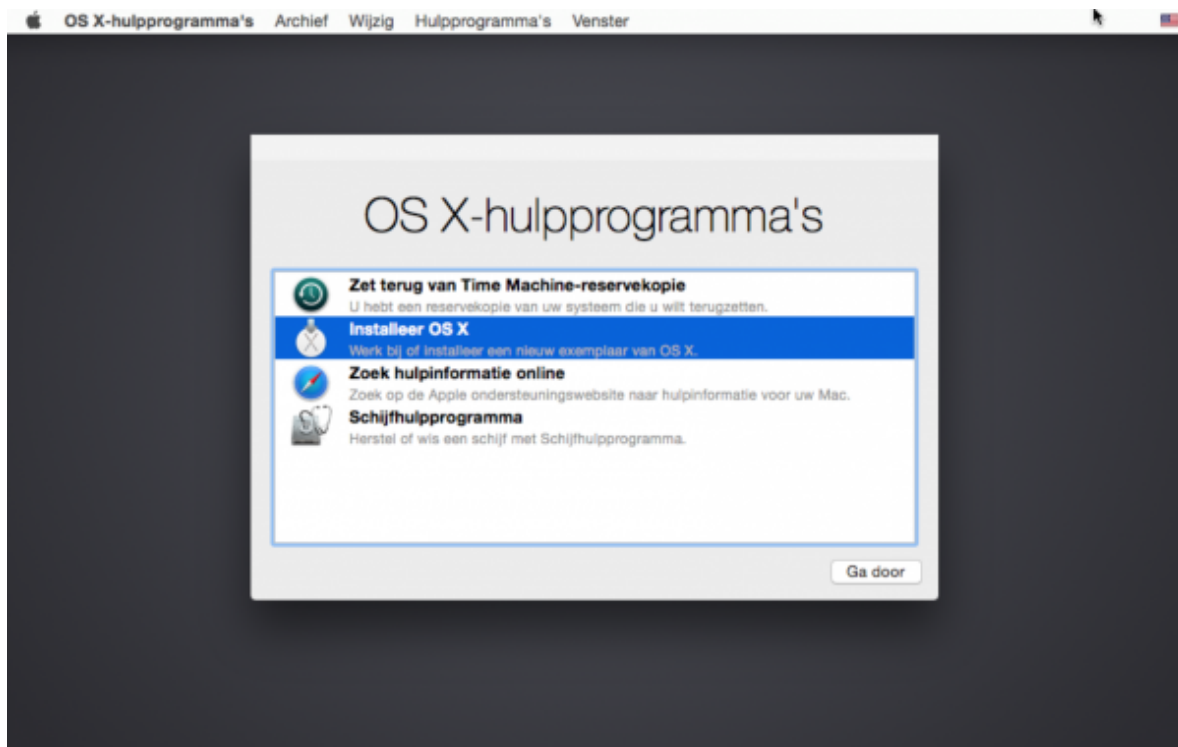 OS X-hulpprogramma's Archief Wijzig Hulpprogramma's Venster
OS X-hulpprogramma's
Zet terug van Time Machine-reservekopie
U hebt een reservekopie van uw systeem die u wilt terugzetten.
Installeer OS X
Werk bij of installeer een nieuw exemplaar van OS X.
Zoek hulpinformatie online
Zoek op de Apple ondersteuningswebsite naar hulpinformatie voor uw Mac.
Schijfhulpprogramma
Herstel of wis een schijf met Schijfhulpprogramma.
Ga door